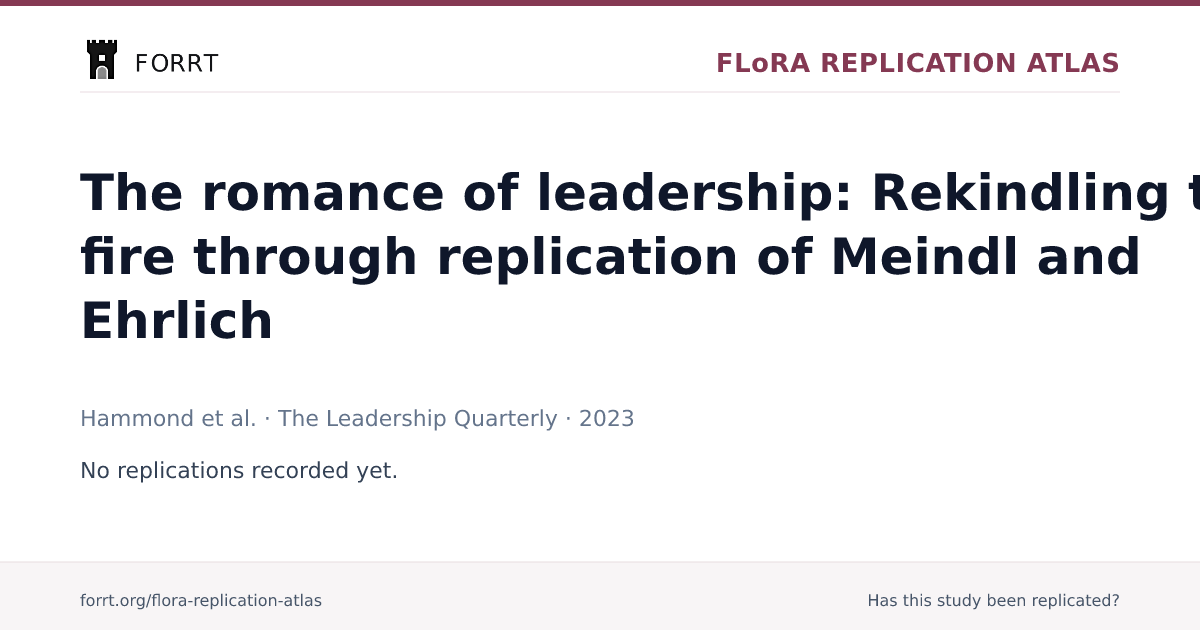 FORRT
FLoRA REPLICATION ATLAS
The romance of leadership: Rekindling t
fire through replication of Meindl and
Ehrlich
Hammond et al. · The Leadership Quarterly · 2023
No replications recorded yet.
forrt.org/flora-replication-atlas
Has this study been replicated?